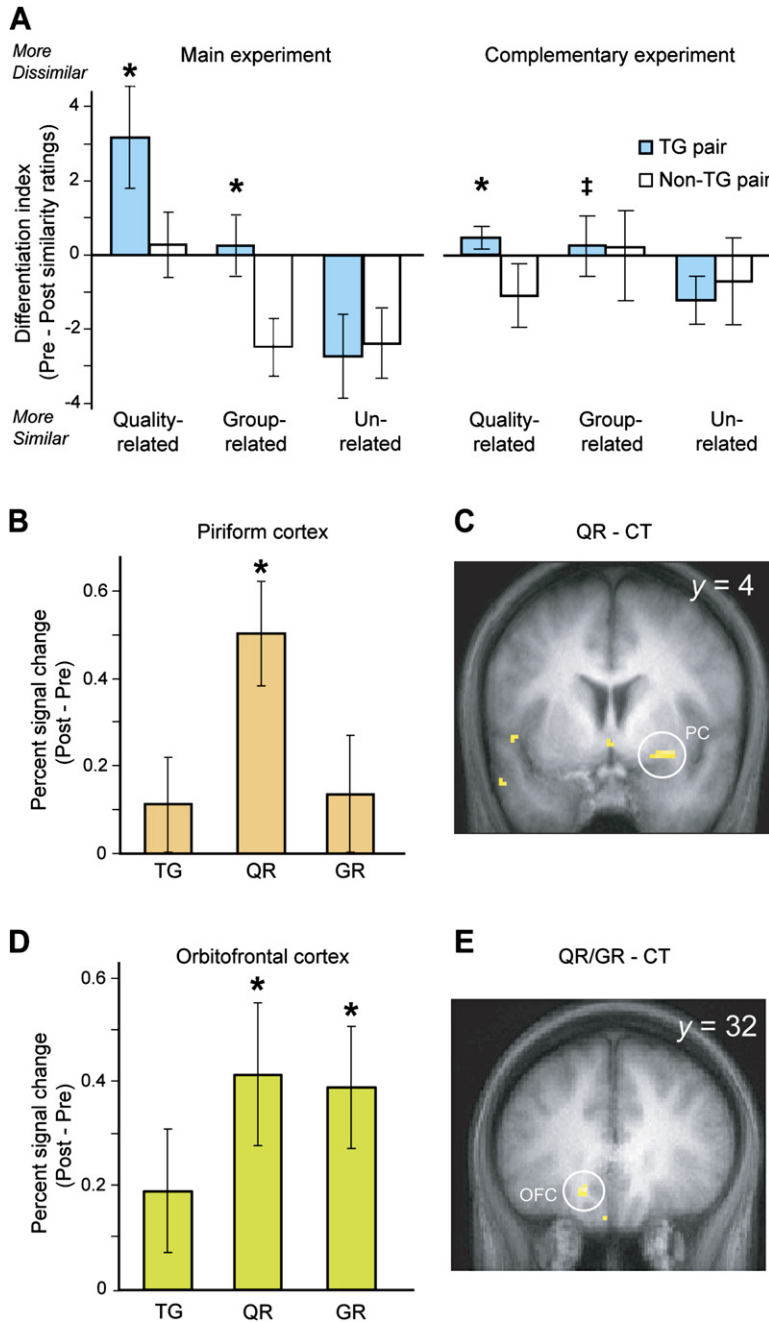 A
More
Dissimilar
Main experiment
Complementary experiment
*
*
*
‡
TG pair
Non-TG pair
Differentiation index
(Pre - Post similarity ratings)
4
2
0
-2
-4
More
Similar
Quality-
related
Group-
related
Un-
related
Quality-
related
Group-
related
Un-
related
B
Piriform cortex
Percent signal change
(Post - Pre)
0.6
0.4
0.2
0
*
TG
QR
GR
C
QR - CT
y = 4
PC
D
Orbitofrontal cortex
Percent signal change
(Post - Pre)
0.6
0.4
0.2
0
*
*
TG
QR
GR
E
QR/GR - CT
y = 32
OFC